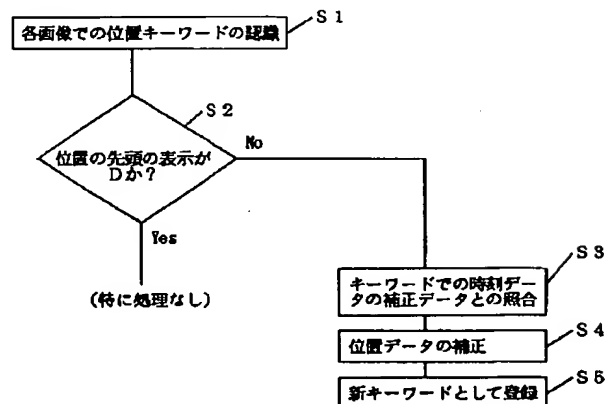 各画像での位置キーワードの認識
S1
S2
位置の先頭の表示が
Dか?
No
Yes
(特に処理なし)
S3
キーワードでの時刻デー
タの補正データとの照合
S4
位置データの補正
S5
新キーワードとして登録